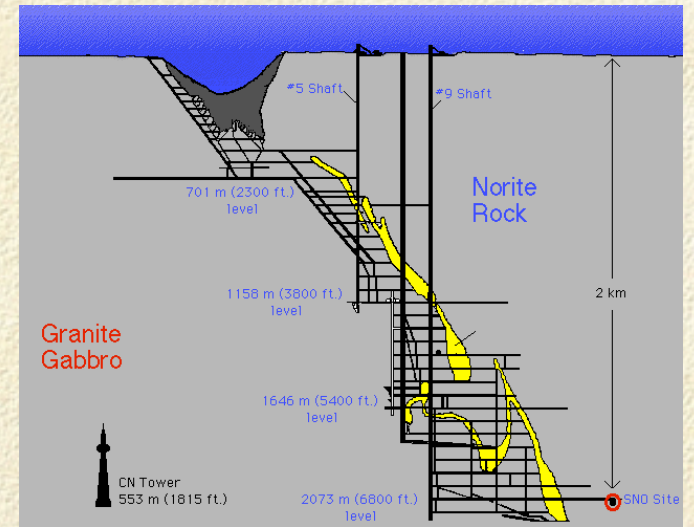 #5 Shaft
#9 Shaft
701 m (2300 ft.)
level
Norite
Rock
1158 m (3800 ft.)
level
2 km
Granite
Gabbro
1646 m (5400 ft.)
level
CN Tower
553 m (1815 ft.)
2073 m (6800 ft.)
level
SNO Site